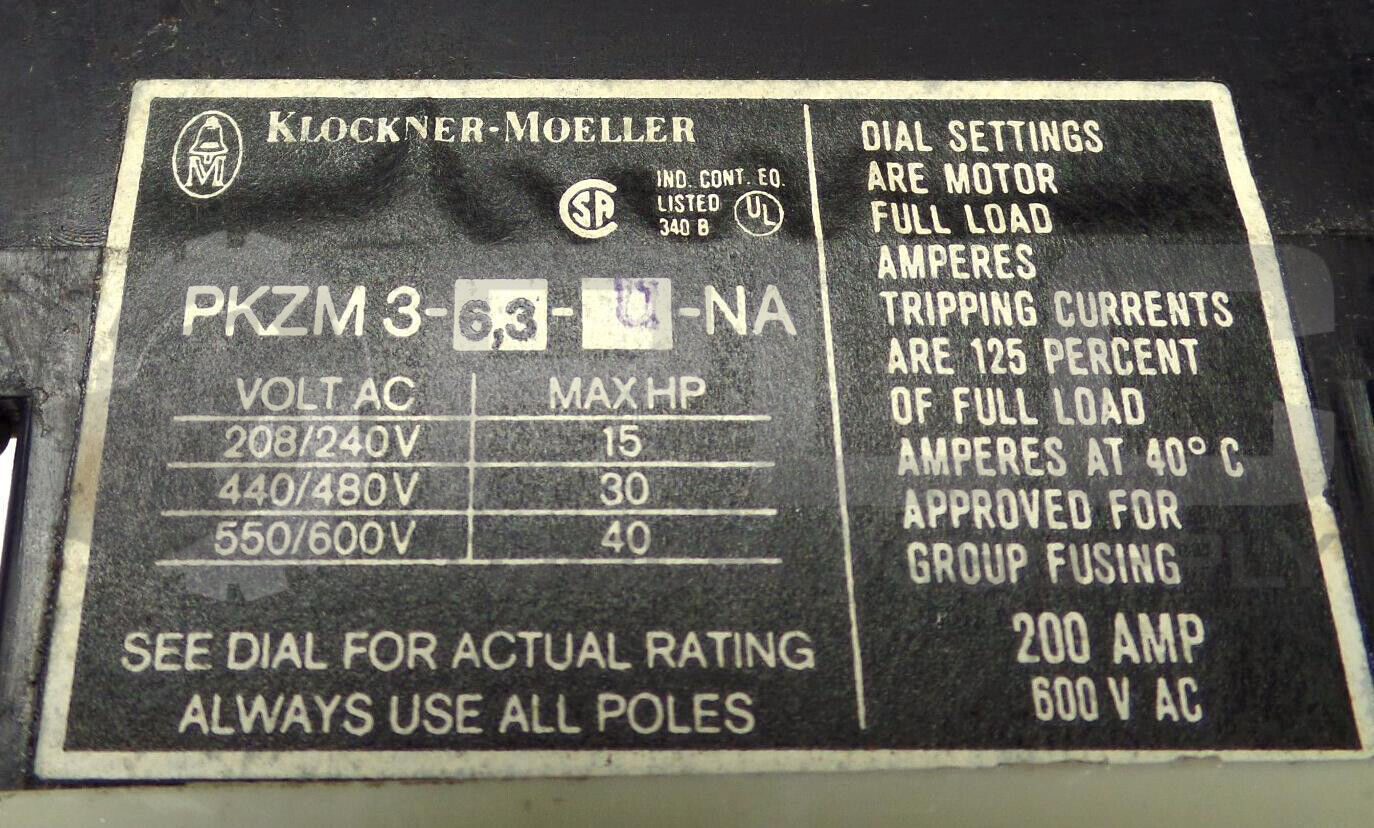 M
KLOCKNER-MOELLER
CSA
IND. CONT. EQ.
LISTED UL
340 B
PKZM 3-6,3-U-NA
VOLT AC MAX HP
208/240V 15
440/480V 30
550/600V 40
SEE DIAL FOR ACTUAL RATING
ALWAYS USE ALL POLES
DIAL SETTINGS
ARE MOTOR
FULL LOAD
AMPERES
TRIPPING CURRENTS
ARE 125 PERCENT
OF FULL LOAD
AMPERES AT 40° C
APPROVED FOR
GROUP FUSING
200 AMP
600 V AC